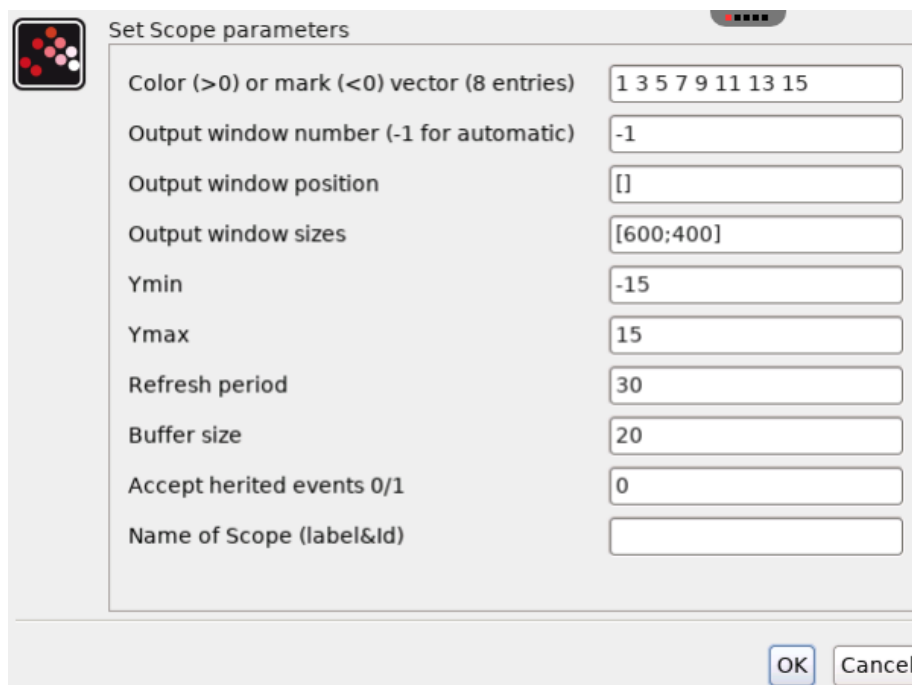 Set Scope parameters
Color (>0) or mark (<0) vector (8 entries) 1 3 5 7 9 11 13 15
Output window number (-1 for automatic) -1
Output window position []
Output window sizes [600;400]
Ymin -15
Ymax 15
Refresh period 30
Buffer size 20
Accept herited events 0/1 0
Name of Scope (label&Id)
OK Cancel